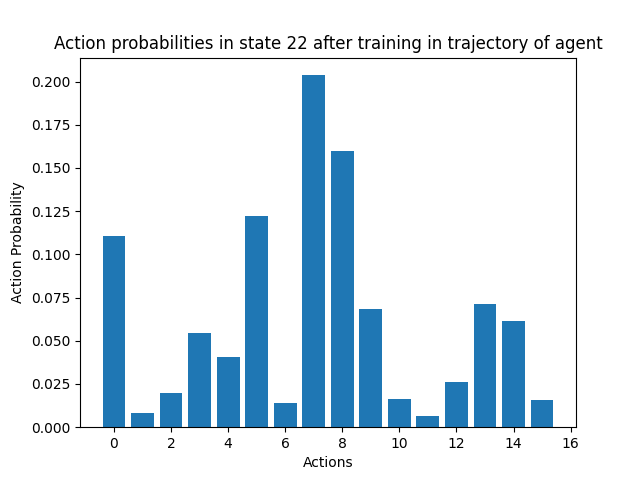 Action probabilities in state 22 after training in trajectory of agent
0.200
0.175
0.150
0.125
0.100
0.075
0.050
0.025
0.000
Action Probability
0 2 4 6 8 10 12 14 16
Actions